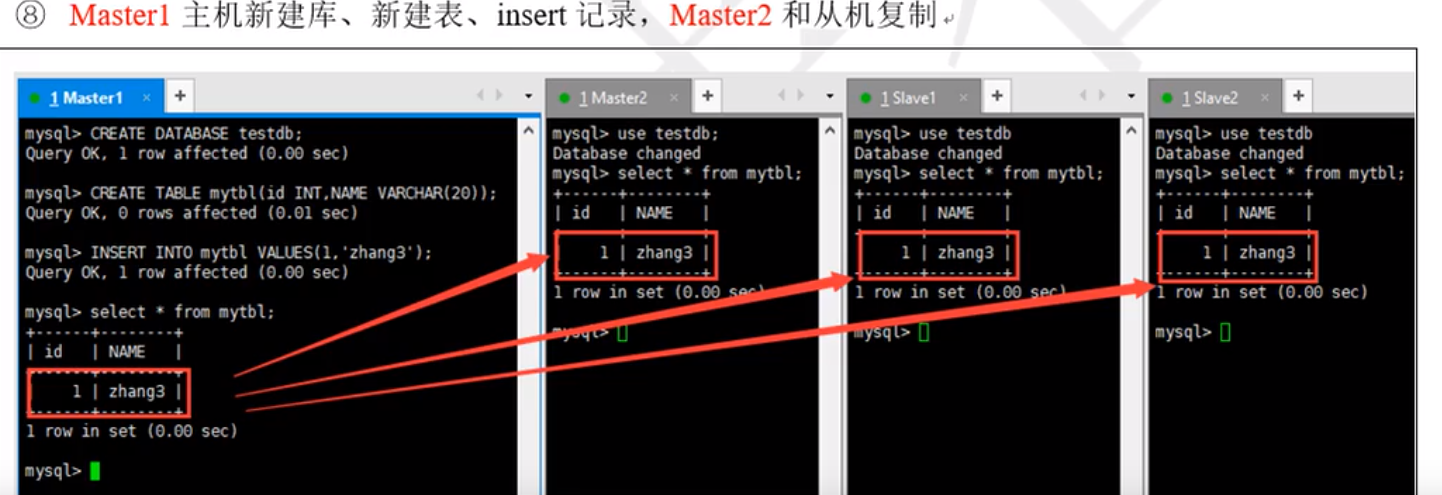 ⑧ Master1 主机新建库、新建表、insert 记录，Master2 和从机复制
1 Master1 × +
mysql> CREATE DATABASE testdb;
Query OK, 1 row affected (0.00 sec)
mysql> CREATE TABLE mytbl(id INT,NAME VARCHAR(20));
Query OK, 0 rows affected (0.01 sec)
mysql> INSERT INTO mytbl VALUES(1,'zhang3');
Query OK, 1 row affected (0.00 sec)
mysql> select * from mytbl;
+------+--------+
| id | NAME |
+------+--------+
| 1 | zhang3 |
+------+--------+
1 row in set (0.00 sec)
mysql>
1 Master2 × +
mysql> use testdb;
Database changed
mysql> select * from mytbl;
+------+--------+
| id | NAME |
+------+--------+
| 1 | zhang3 |
+------+--------+
1 row in set (0.00 sec)
mysql>
1 Slave1 × +
mysql> use testdb
Database changed
mysql> select * from mytbl;
+------+--------+
| id | NAME |
+------+--------+
| 1 | zhang3 |
+------+--------+
1 row in set (0.00 sec)
mysql>
1 Slave2 × +
mysql> use testdb
Database changed
mysql> select * from mytbl;
+------+--------+
| id | NAME |
+------+--------+
| 1 | zhang3 |
+------+--------+
1 row in set (0.00 sec)
mysql>